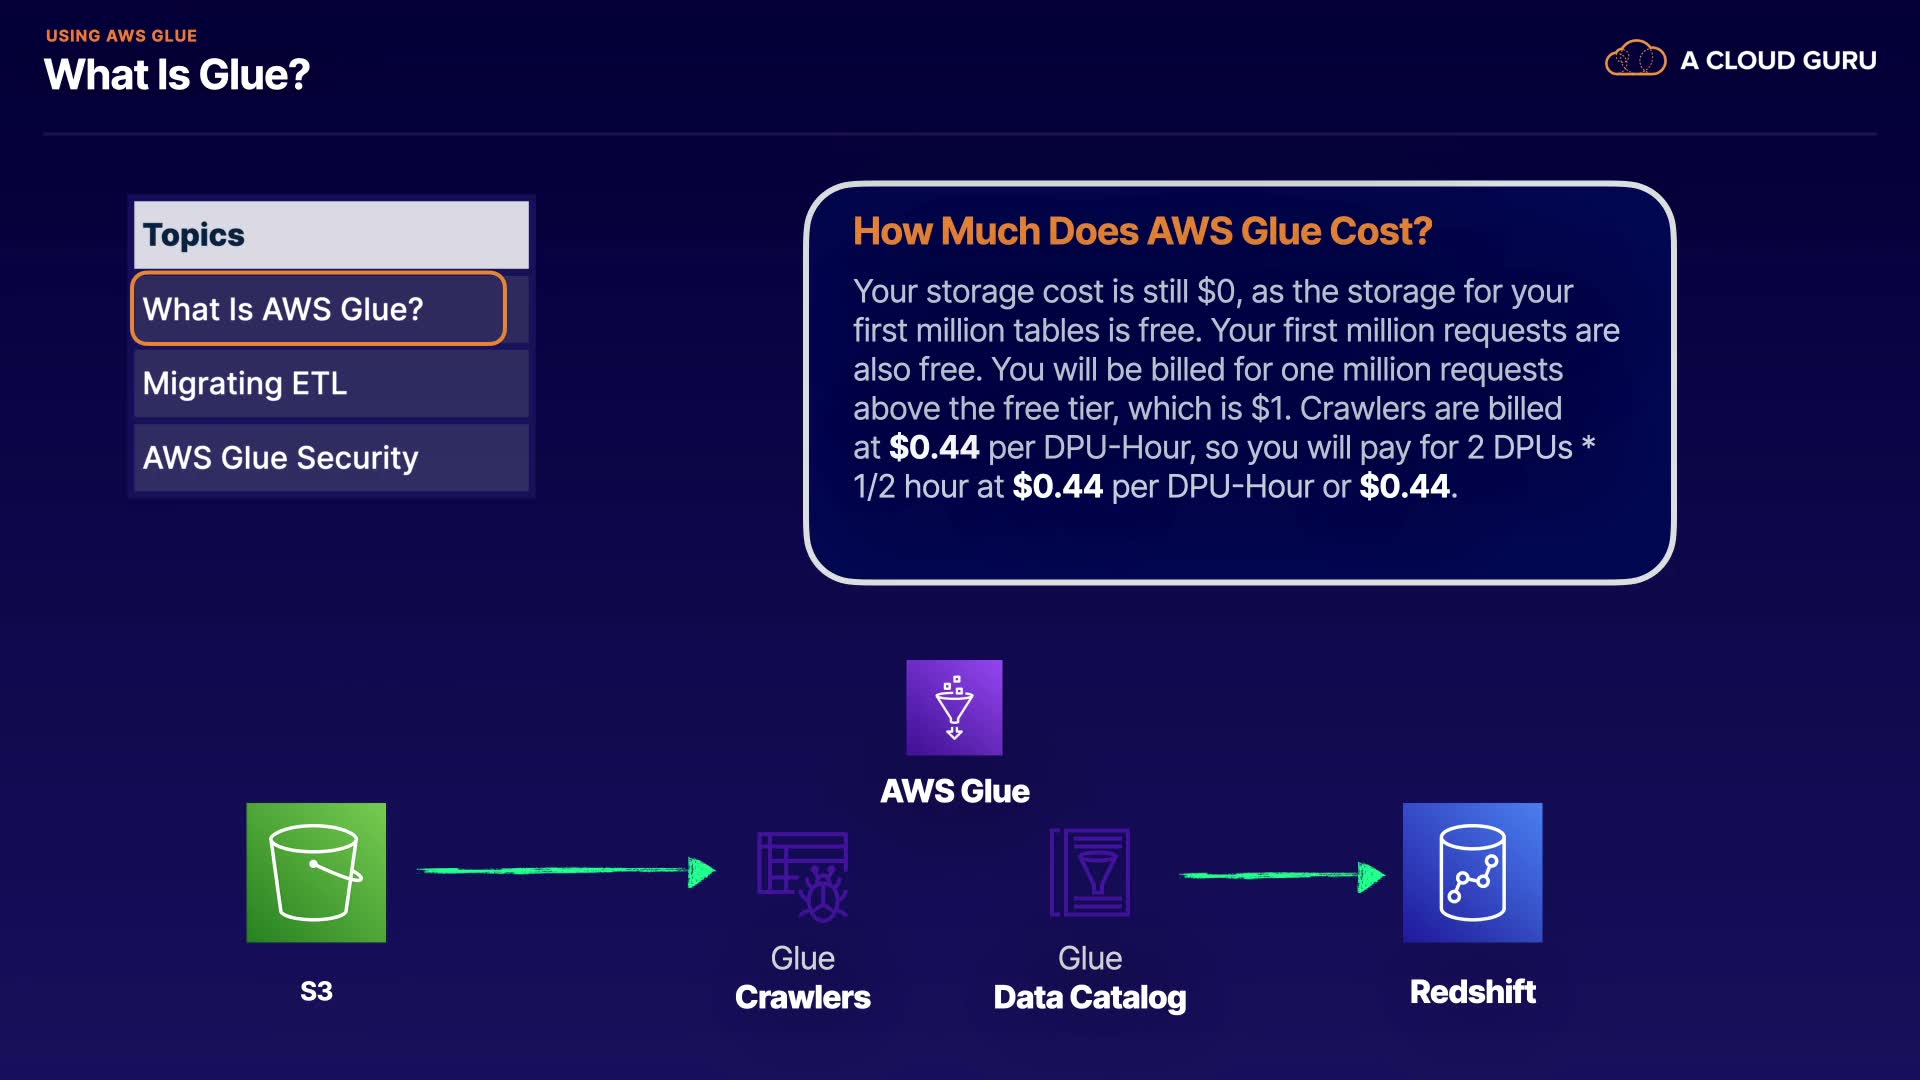 USING AWS GLUE
What Is Glue?
A CLOUD GURU
Topics
What Is AWS Glue?
Migrating ETL
AWS Glue Security
How Much Does AWS Glue Cost?
Your storage cost is still $0, as the storage for your
first million tables is free. Your first million requests are
also free. You will be billed for one million requests
above the free tier, which is $1. Crawlers are billed
at $0.44 per DPU-Hour, so you will pay for 2 DPUs *
1/2 hour at $0.44 per DPU-Hour or $0.44.
AWS Glue
S3
Glue
Crawlers
Glue
Data Catalog
Redshift